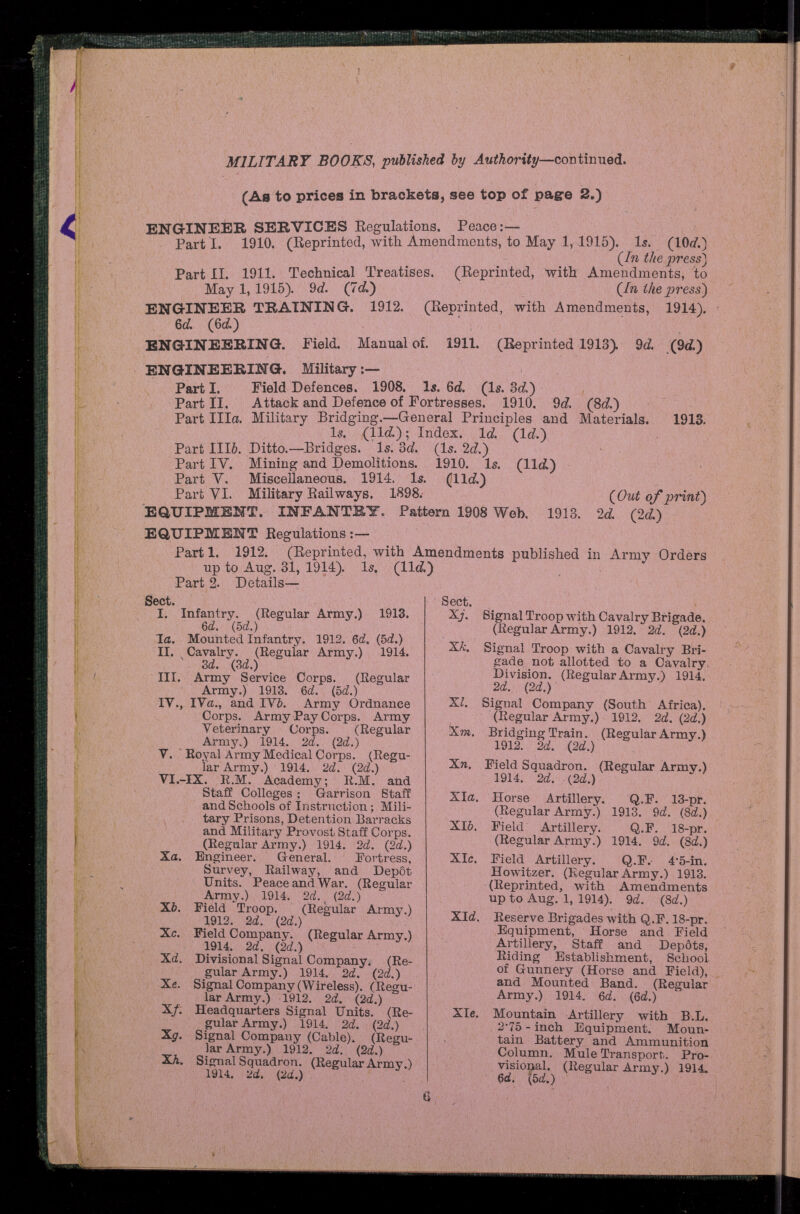 MILITARY BOOKS, published by Authority—continued.
(As to prices in brackets, see top of page 2.)
ENGINEER SERVICES Regulations. Peace:—
Part I. 1910. (Reprinted, with Amendments, to May 1, 1915). 1s. (10d.)
(In the press)
Part II. 1911. Technical Treatises. (Reprinted, with Amendments, to
May 1, 1915). 9d. (7d.) (In the press)
ENGINEER TRAINING. 1912. (Reprinted, with Amendments, 1914).
6d. (6d.)
ENGINEERING. Field. Manual of. 1911. (Reprinted 1913). 9d. (9d.)
ENGINEERING. Military:—
Part I. Field Defences. 1908. 1s. 6d. (1s. 3d.)
Part II. Attack and Defence of Fortresses. 1910. 9d. (8d.)
Part IIIa. Military Bridging.—General Principles and Materials. 1913.
1s. (11d.); Index. 1d. (1d.)
Part IIIb. Ditto.—Bridges. 1s. 3d. (1s. 2d.)
Part IV. Mining and Demolitions. 1910. 1s. (11d.)
Part V. Miscellaneous. 1914. 1s. (11d.)
Part VI. Military Railways. 1898. (Out of print)
EQUIPMENT. INFANTRY. Pattern 1908 Web. 1913. 2d. (2d.)
EQUIPMENT Regulations:—
Part 1. 1912. (Reprinted, with Amendments published in Army Orders
up to Aug. 31, 1914). 1s. (11d.)
Part 2. Details—
Sect.
I. Infantry. (Regular Army.) 1913.
6d. (5d.)
Ia. Mounted Infantry. 1912. 6d. (5d.)
II. Cavalry. (Regular Army.) 1914.
3d. (3d.)
III. Army Service Corps. (Regular
Army.) 1913. 6d. (5d.)
IV., IVa., and IVb. Army Ordnance
Corps. Army Pay Corps. Army
Veterinary Corps. (Regular
Army.) 1914. 2d. (2d.)
V. Royal Army Medical Corps. (Regu-
lar Army.) 1914. 2d. (2d.)
VI.-IX. R.M. Academy; R.M. and
Staff Colleges; Garrison Staff
and Schools of Instruction; Mili-
tary Prisons, Detention Barracks
and Military Provost Staff Corps.
(Regular Army.) 1914. 2d. (2d.)
Xa. Engineer. General. Fortress,
Survey, Railway, and Depôt
Units. Peace and War. (Regular
Army.) 1914. 2d. (2d.)
Xb. Field Troop. (Regular Army.)
1912. 2d. (2d.)
Xc. Field Company. (Regular Army.)
1914. 2d. (2d.)
Xd. Divisional Signal Company. (Re-
gular Army.) 1914. 2d. (2d.)
Xe. Signal Company (Wireless). (Regu-
lar Army.) 1912. 2d. (2d.)
Xf. Headquarters Signal Units. (Re-
gular Army.) 1914. 2d. (2d.)
Xg. Signal Company (Cable). (Regu-
lar Army.) 1912. 2d. (2d.)
Xh. Signal Squadron. (Regular Army.)
1914. 2d. (2d.)
Sect.
Xj. Signal Troop with Cavalry Brigade.
(Regular Army.) 1912. 2d. (2d.)
Xk. Signal Troop with a Cavalry Bri-
gade not allotted to a Cavalry
Division. (Regular Army.) 1914.
2d. (2d.)
Xl. Signal Company (South Africa).
(Regular Army.) 1912. 2d. (2d.)
Xm. Bridging Train. (Regular Army.)
1912. 2d. (2d.)
Xn. Field Squadron. (Regular Army.)
1914. 2d. (2d.)
XIa. Horse Artillery. Q.F. 13-pr.
(Regular Army.) 1913. 9d. (8d.)
XIb. Field Artillery. Q.F. 18-pr.
(Regular Army.) 1914. 9d. (8d.)
XIc. Field Artillery. Q.F. 4·5-in.
Howitzer. (Regular Army.) 1913.
(Reprinted, with Amendments
up to Aug. 1, 1914). 9d. (8d.)
XId. Reserve Brigades with Q.F. 18-pr.
Equipment, Horse and Field
Artillery, Staff and Depôts,
Riding Establishment, School
of Gunnery (Horse and Field),
and Mounted Band. (Regular
Army.) 1914. 6d. (6d.)
XIe. Mountain Artillery with B.L.
2·75-inch Equipment. Moun-
tain Battery and Ammunition
Column. Mule Transport. Pro-
visional. (Regular Army.) 1914.
6d. (5d.)
6